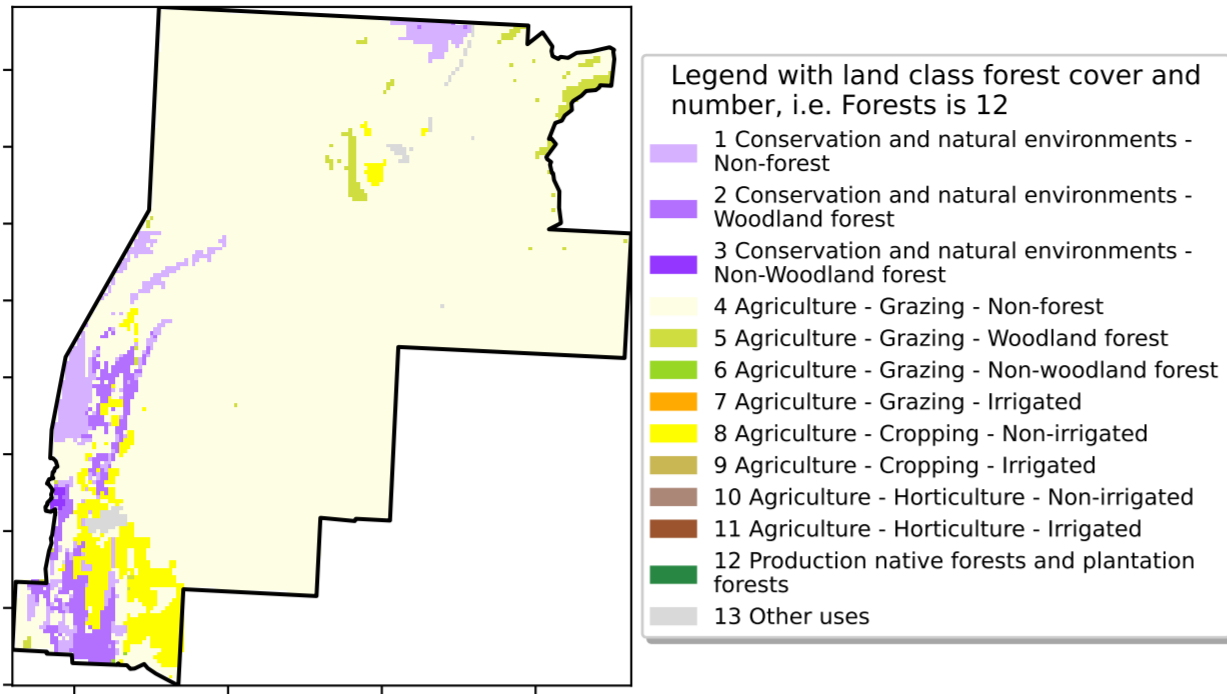 Legend with land class forest cover and
number, i.e. Forests is 12
1 Conservation and natural environments -
Non-forest
2 Conservation and natural environments -
Woodland forest
3 Conservation and natural environments -
Non-Woodland forest
4 Agriculture - Grazing - Non-forest
5 Agriculture - Grazing - Woodland forest
6 Agriculture - Grazing - Non-woodland forest
7 Agriculture - Grazing - Irrigated
8 Agriculture - Cropping - Non-irrigated
9 Agriculture - Cropping - Irrigated
10 Agriculture - Horticulture - Non-irrigated
11 Agriculture - Horticulture - Irrigated
12 Production native forests and plantation
forests
13 Other uses